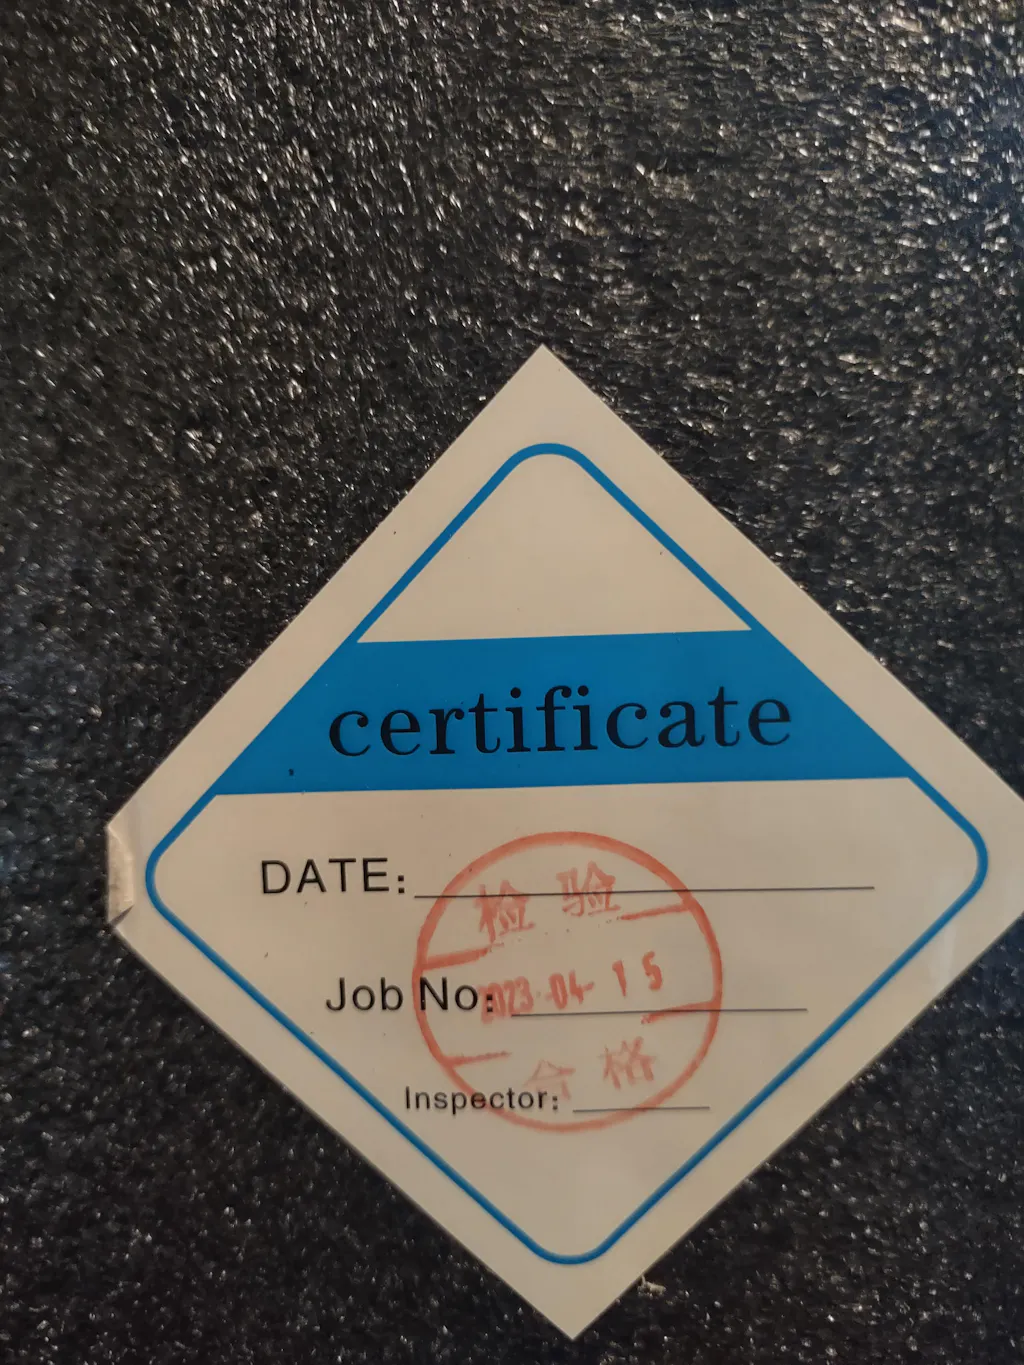 certificate
DATE:
检验
Job No:
2023-04-15
Inspector:
合格